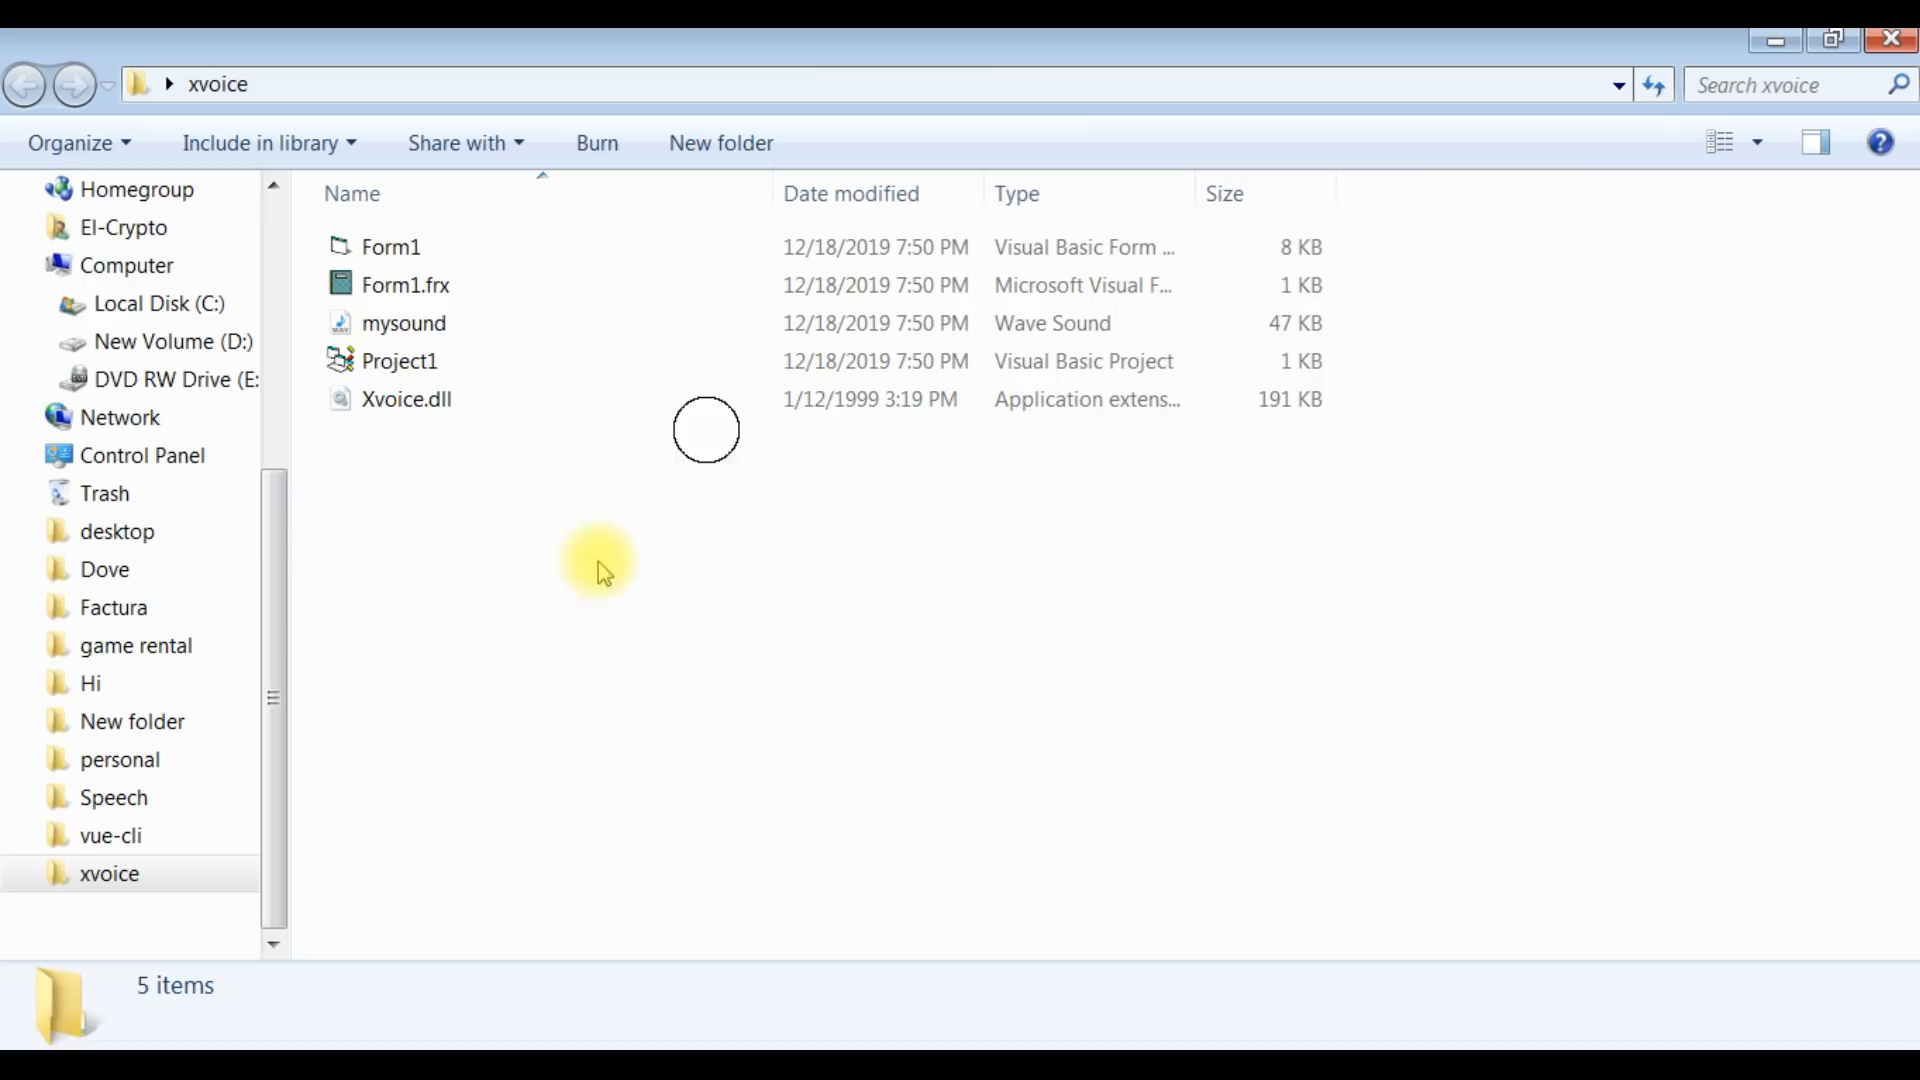 xvoice
Search xvoice
Organize
Include in library
Share with
Burn
New folder
Homegroup
El-Crypto
Computer
Local Disk (C:)
New Volume (D:)
DVD RW Drive (E:
Network
Control Panel
Trash
desktop
Dove
Factura
game rental
Hi
New folder
personal
Speech
vue-cli
xvoice
Name Date modified Type Size
Form1 12/18/2019 7:50 PM Visual Basic Form ... 8 KB
Form1.frx 12/18/2019 7:50 PM Microsoft Visual F... 1 KB
mysound 12/18/2019 7:50 PM Wave Sound 47 KB
Project1 12/18/2019 7:50 PM Visual Basic Project 1 KB
Xvoice.dll 1/12/1999 3:19 PM Application extens... 191 KB
5 items